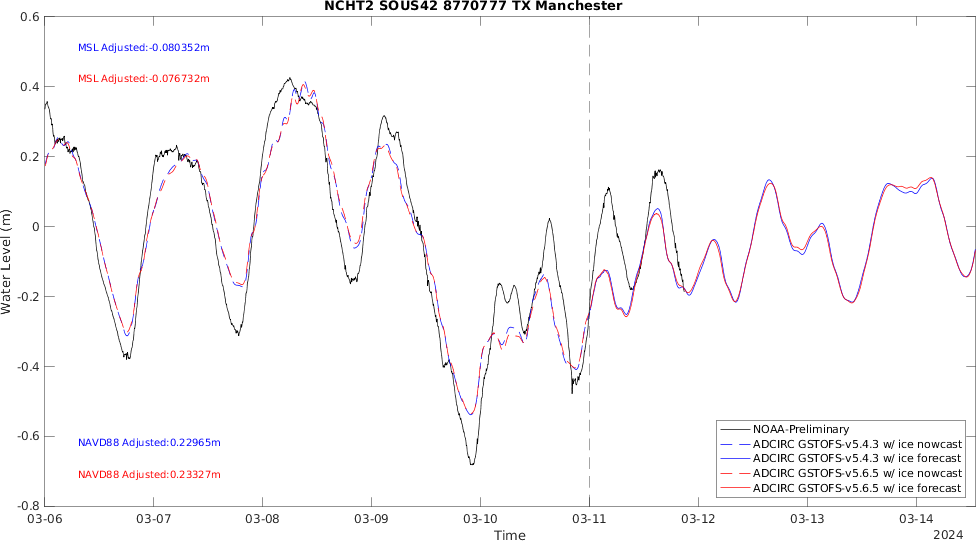 NCHT2 SOUS42 8770777 TX Manchester
0.6
MSL Adjusted:-0.080352m
MSL Adjusted:-0.076732m
0.4
0.2
0
-0.2
-0.4
-0.6
-0.8
Water Level (m)
NAVD88 Adjusted:0.22965m
NAVD88 Adjusted:0.23327m
NOAA-Preliminary
ADCIRC GSTOFS-v5.4.3 w/ ice nowcast
ADCIRC GSTOFS-v5.4.3 w/ ice forecast
ADCIRC GSTOFS-v5.6.5 w/ ice nowcast
ADCIRC GSTOFS-v5.6.5 w/ ice forecast
03-06 03-07 03-08 03-09 03-10 03-11 03-12 03-13 03-14
Time
2024